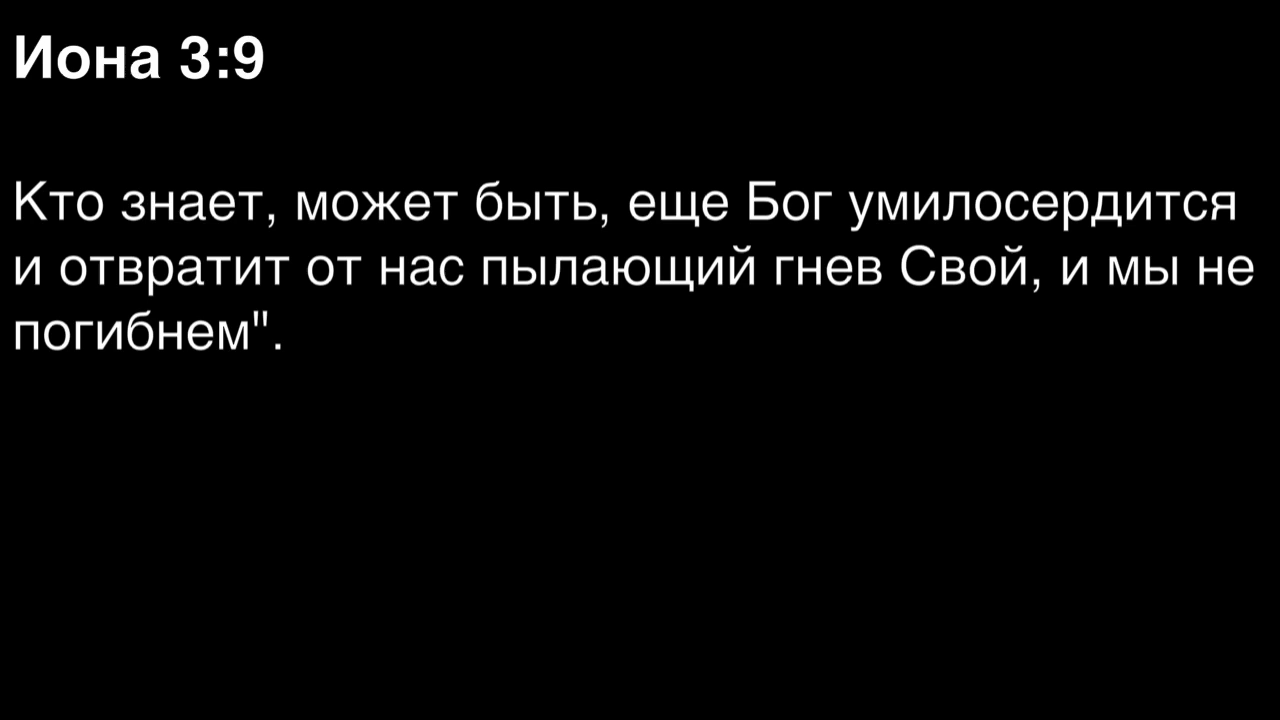 Иона 3:9
Кто знает, может быть, еще Бог умилосердится
и отвратит от нас пылающий гнев Свой, и мы не
погибнем".